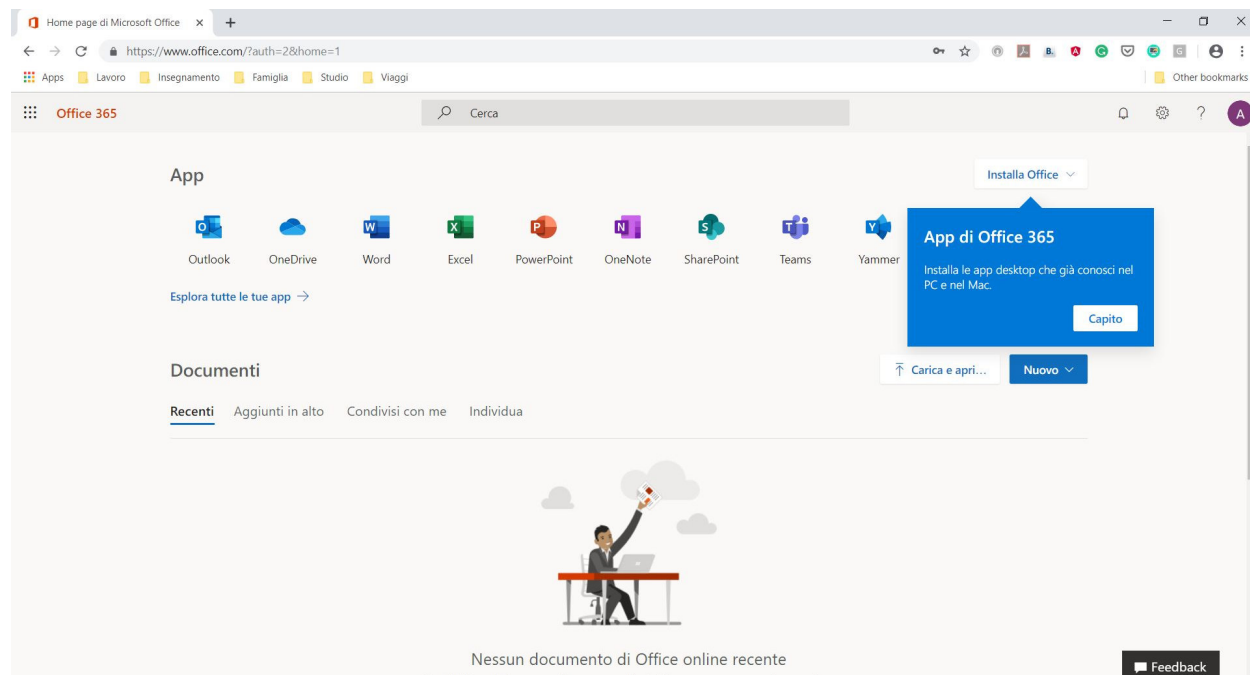 Home page di Microsoft Office
https://www.office.com/?auth=2&home=1
Apps Lavoro Insegnamento Famiglia Studio Viaggi Other bookmarks
Office 365 Cerca A
App Installa Office
Outlook OneDrive Word Excel PowerPoint OneNote SharePoint Teams Yammer
Esplora tutte le tue app →
App di Office 365
Installa le app desktop che già conosci nel
PC e nel Mac.
Capito
Documenti Carica e apri... Nuovo
Recenti Aggiunti in alto Condivisi con me Individua
Nessun documento di Office online recente
Feedback